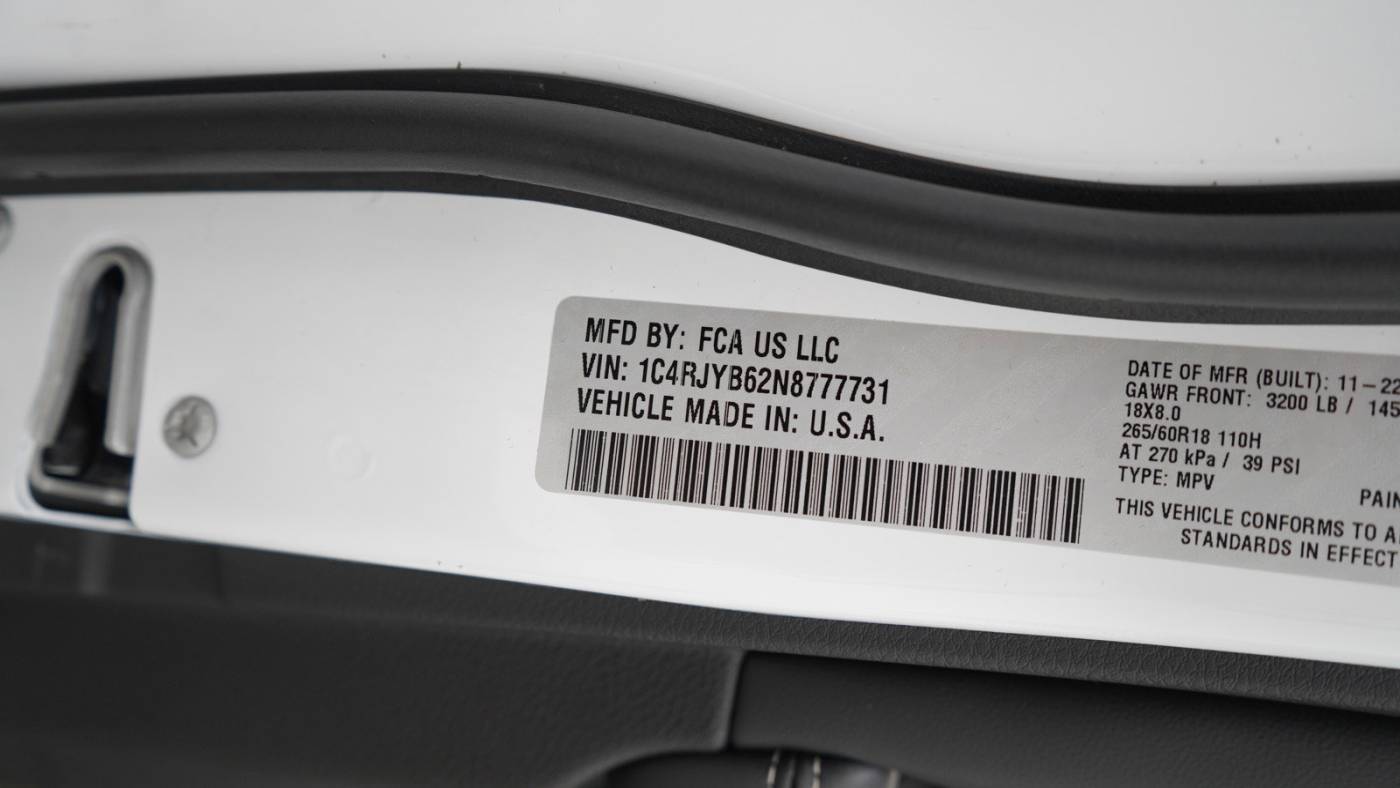 MFD BY: FCA US LLC
VIN: 1C4RJYB62N8777731
VEHICLE MADE IN: U.S.A.
DATE OF MFR (BUILT): 11-22
GAWR FRONT: 3200 LB / 145
18X8.0
265/60R18 110H
AT 270 kPa / 39 PSI
TYPE: MPV
PAIN
THIS VEHICLE CONFORMS TO A
STANDARDS IN EFFECT